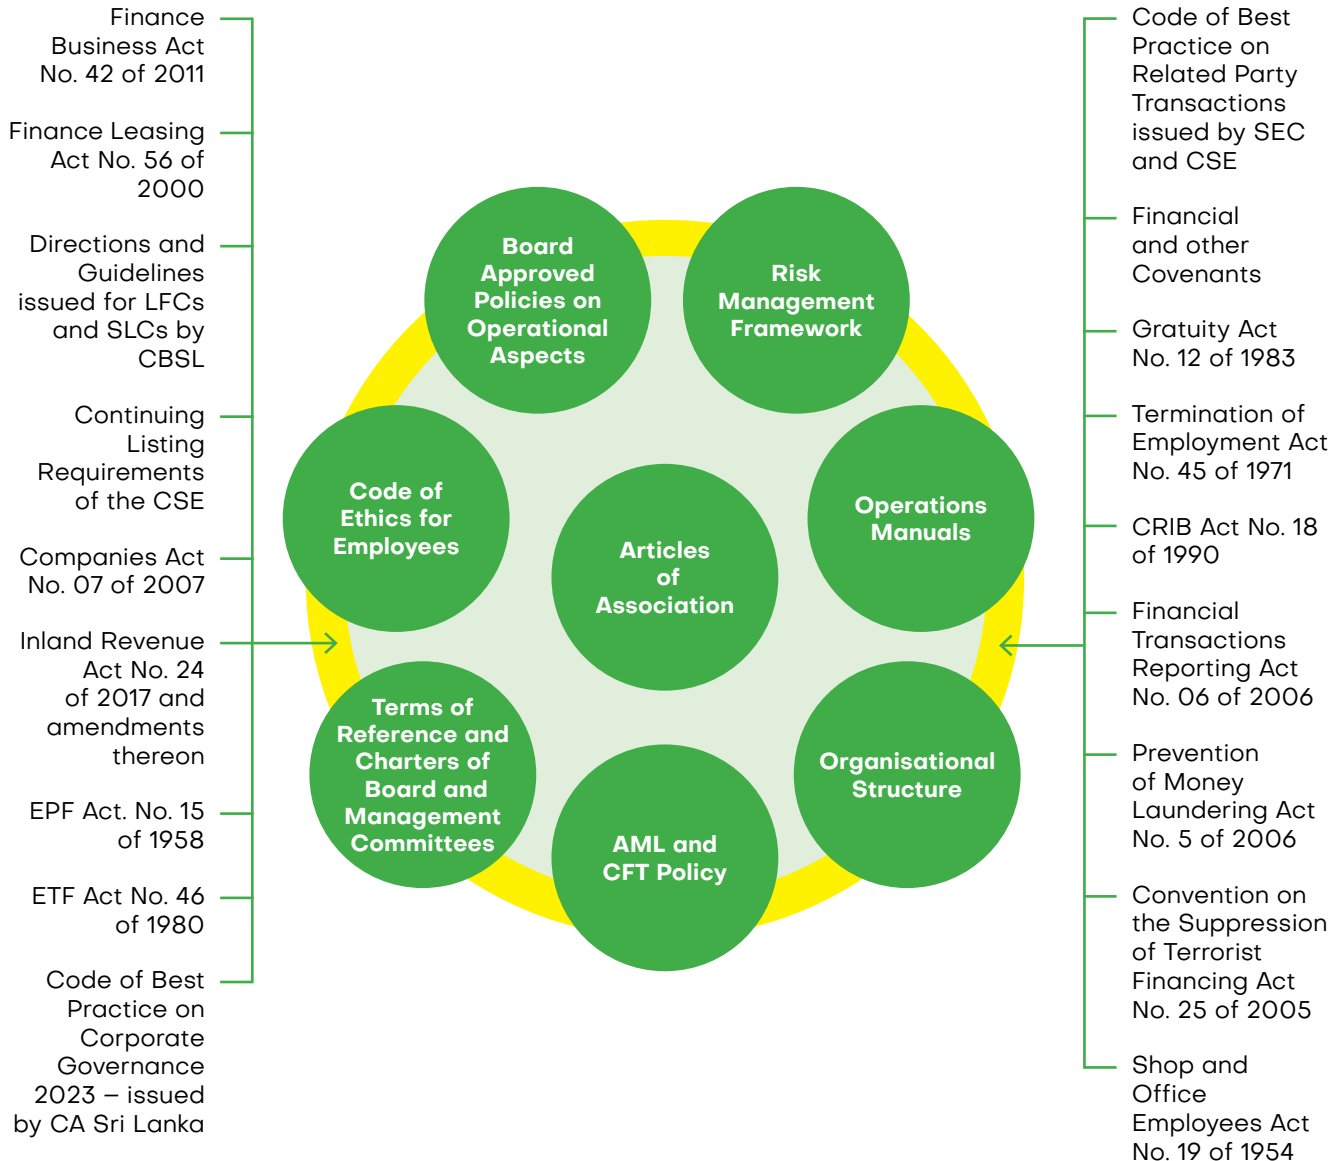 Finance
Business Act
No. 42 of 2011
Finance Leasing
Act No. 56 of
2000
Directions and
Guidelines
issued for LFCs
and SLCs by
CBSL
Continuing
Listing
Requirements
of the CSE
Companies Act
No. 07 of 2007
Inland Revenue
Act No. 24
of 2017 and
amendments
thereon
EPF Act. No. 15
of 1958
ETF Act No. 46
of 1980
Code of Best
Practice on
Corporate
Governance
2023 – issued
by CA Sri Lanka
Board
Approved
Policies on
Operational
Aspects
Risk
Management
Framework
Code of
Ethics for
Employees
Articles
of
Association
Operations
Manuals
Terms of
Reference and
Charters of
Board and
Management
Committees
AML and
CFT Policy
Organisational
Structure
Code of Best
Practice on
Related Party
Transactions
issued by SEC
and CSE
Financial
and other
Covenants
Gratuity Act
No. 12 of 1983
Termination of
Employment Act
No. 45 of 1971
CRIB Act No. 18
of 1990
Financial
Transactions
Reporting Act
No. 06 of 2006
Prevention
of Money
Laundering Act
No. 5 of 2006
Convention on
the Suppression
of Terrorist
Financing Act
No. 25 of 2005
Shop and
Office
Employees Act
No. 19 of 1954